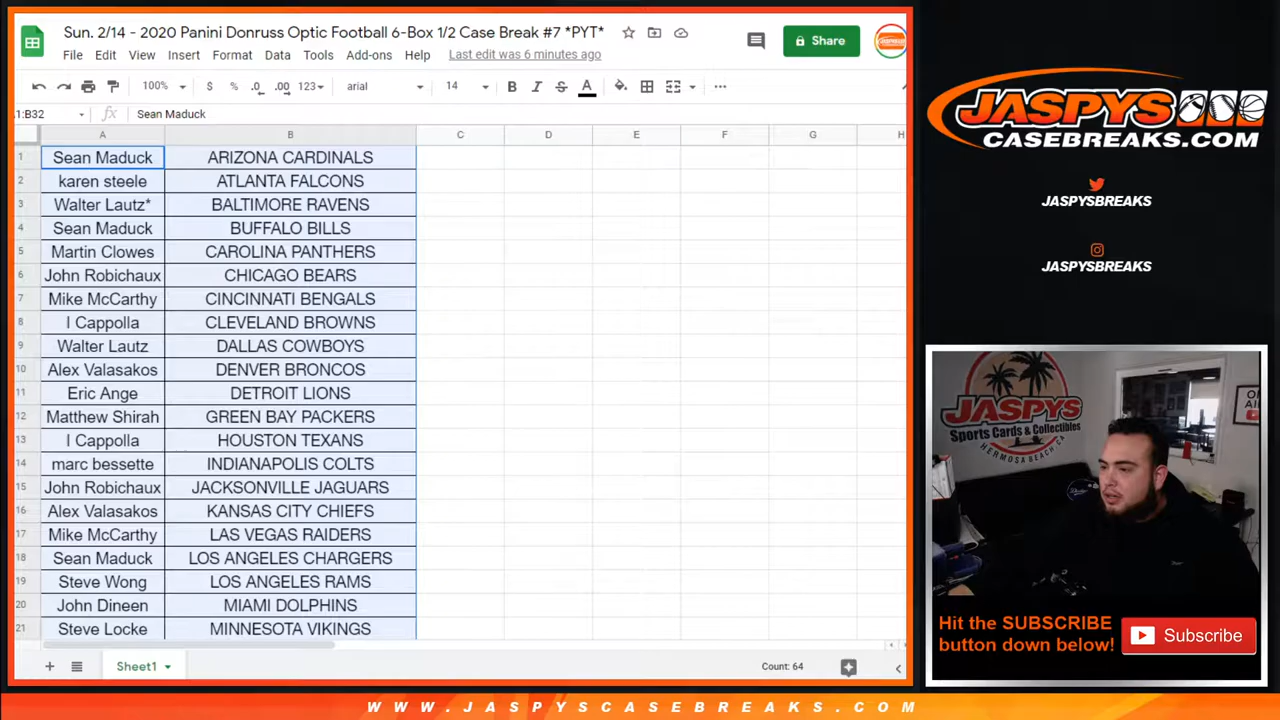 Sun. 2/14 - 2020 Panini Donruss Optic Football 6-Box 1/2 Case Break #7 *PYT*
Share
File Edit View Insert Format Data Tools Add-ons Help Last edit was 6 minutes ago
100% $ % .0 .00 123 arial 14 B I S A
1:B32 fx Sean Maduck
A B C D E F G H
1 Sean Maduck ARIZONA CARDINALS
2 karen steele ATLANTA FALCONS
3 Walter Lautz* BALTIMORE RAVENS
4 Sean Maduck BUFFALO BILLS
5 Martin Clowes CAROLINA PANTHERS
6 John Robichaux CHICAGO BEARS
7 Mike McCarthy CINCINNATI BENGALS
8 I Cappolla CLEVELAND BROWNS
9 Walter Lautz DALLAS COWBOYS
10 Alex Valasakos DENVER BRONCOS
11 Eric Ange DETROIT LIONS
12 Matthew Shirah GREEN BAY PACKERS
13 I Cappolla HOUSTON TEXANS
14 marc bessette INDIANAPOLIS COLTS
15 John Robichaux JACKSONVILLE JAGUARS
16 Alex Valasakos KANSAS CITY CHIEFS
17 Mike McCarthy LAS VEGAS RAIDERS
18 Sean Maduck LOS ANGELES CHARGERS
19 Steve Wong LOS ANGELES RAMS
20 John Dineen MIAMI DOLPHINS
21 Steve Locke MINNESOTA VIKINGS
Sheet1
Count: 64
JASPYS
CASEBREAKS.COM
JASPYSBREAKS
JASPYSBREAKS
JASPYS
Sports Cards & Collectibles
HERMOSA BEACH, CA
Hit the SUBSCRIBE
button down below!
Subscribe
WWW.JASPYSCASEBREAKS.COM